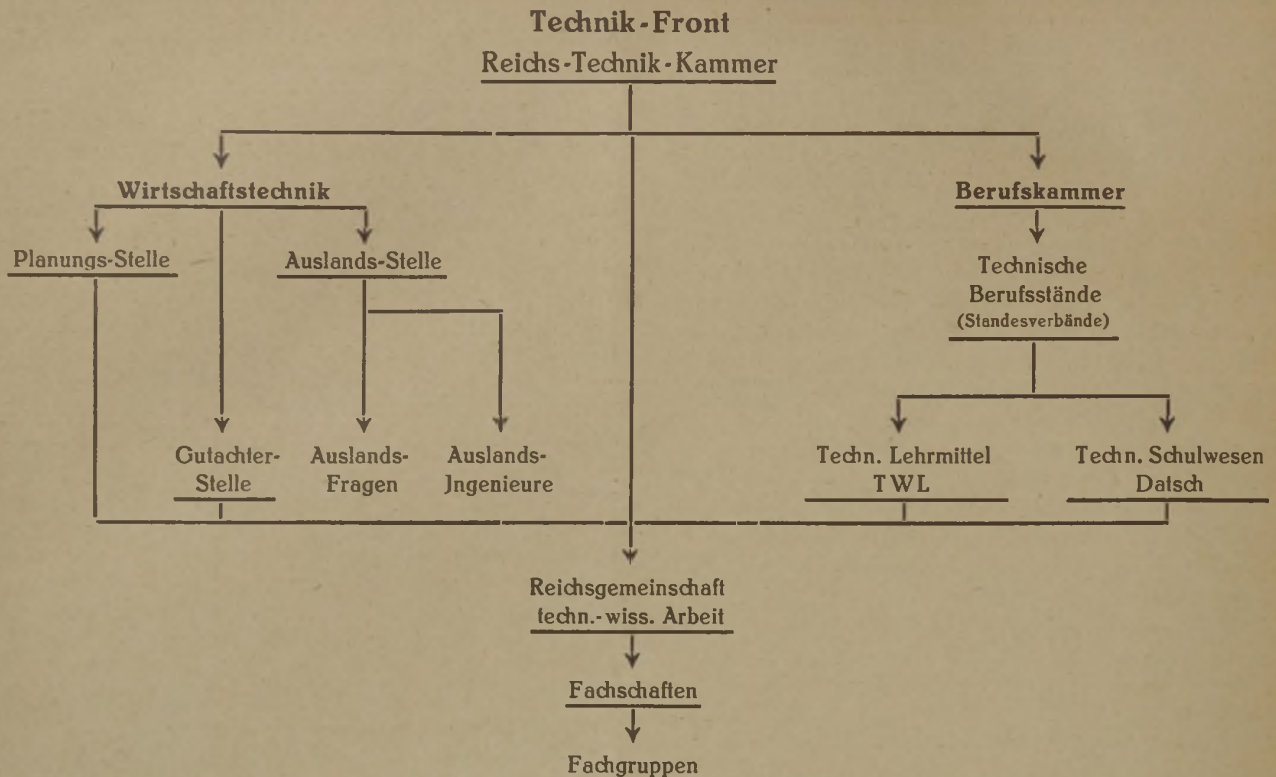 Technik-Front
Reichs-Technik-Kammer
Wirtschaftstechnik
Berufskammer
Planungs-Stelle
Auslands-Stelle
Technische
Berufsstände
(Standesverbände)
Gutachter-
Stelle
Auslands-
Fragen
Auslands-
Jngenieure
Techn. Lehrmittel
TWL
Techn. Schulwesen
Datsch
Reichsgemeinschaft
techn.-wiss. Arbeit
Fachschaften
Fachgruppen